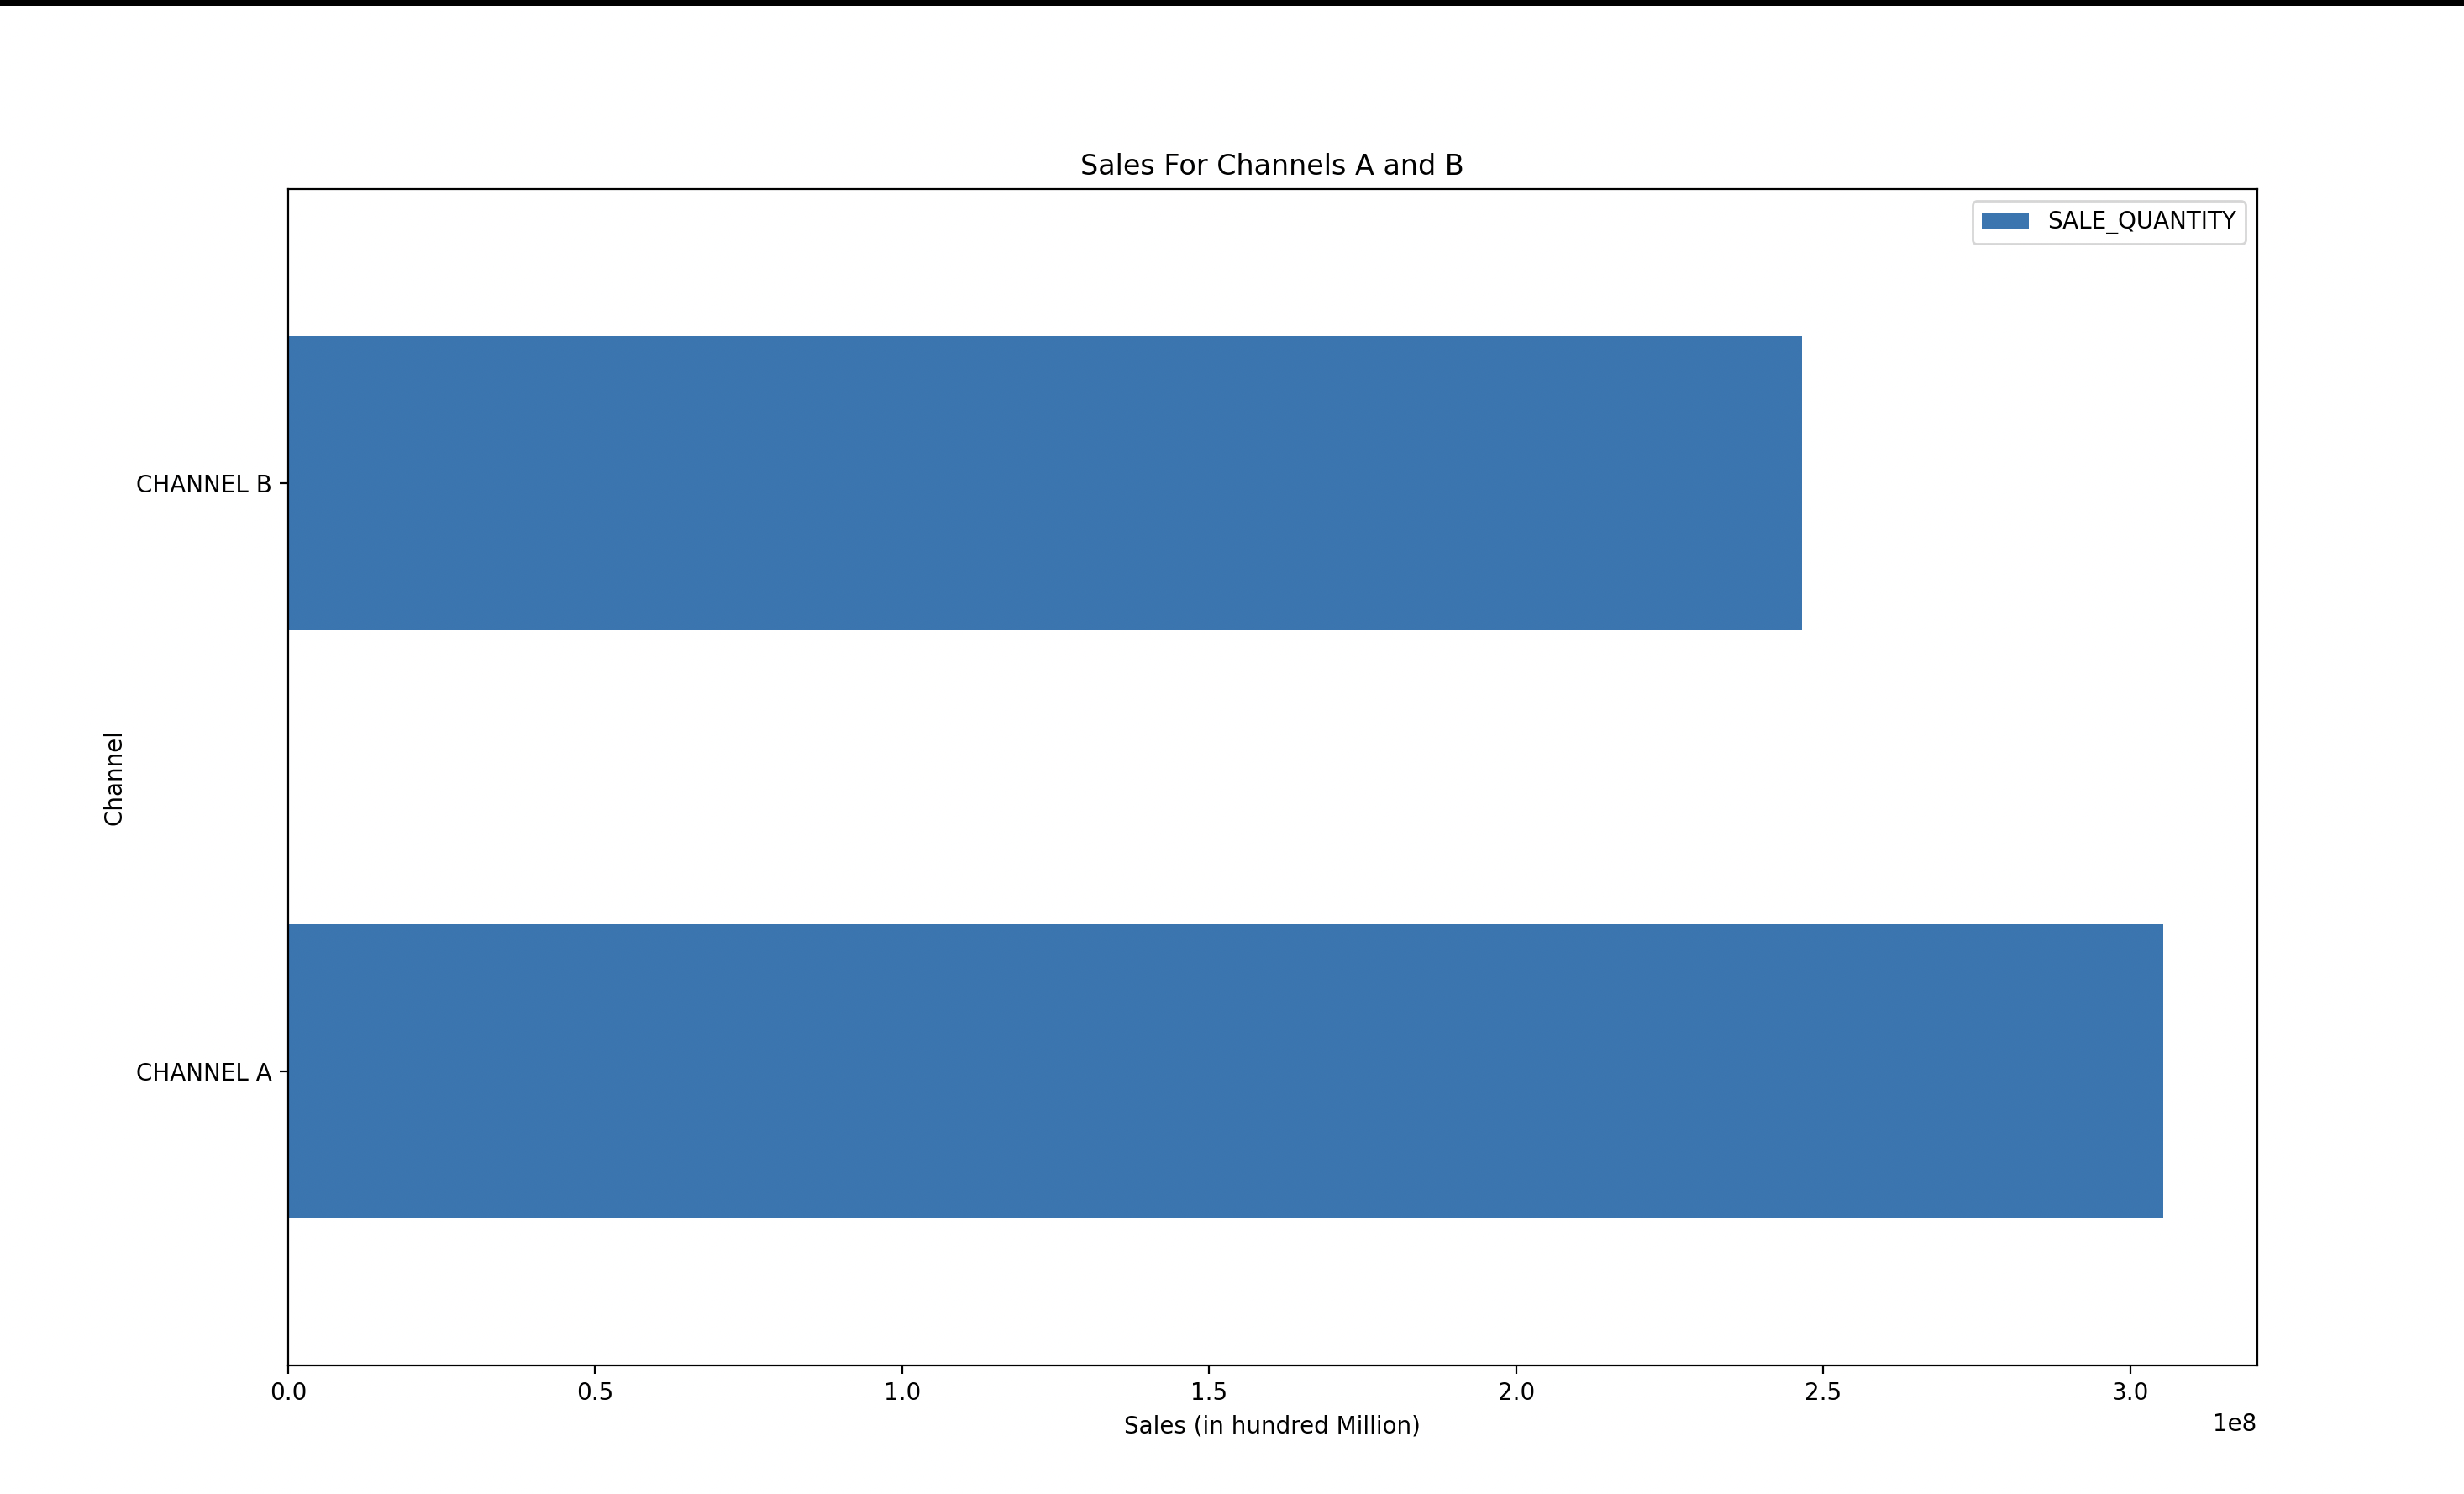 Sales For Channels A and B
SALE_QUANTITY
CHANNEL B
Channel
CHANNEL A
0.0 0.5 1.0 1.5 2.0 2.5 3.0
Sales (in hundred Million)
1e8